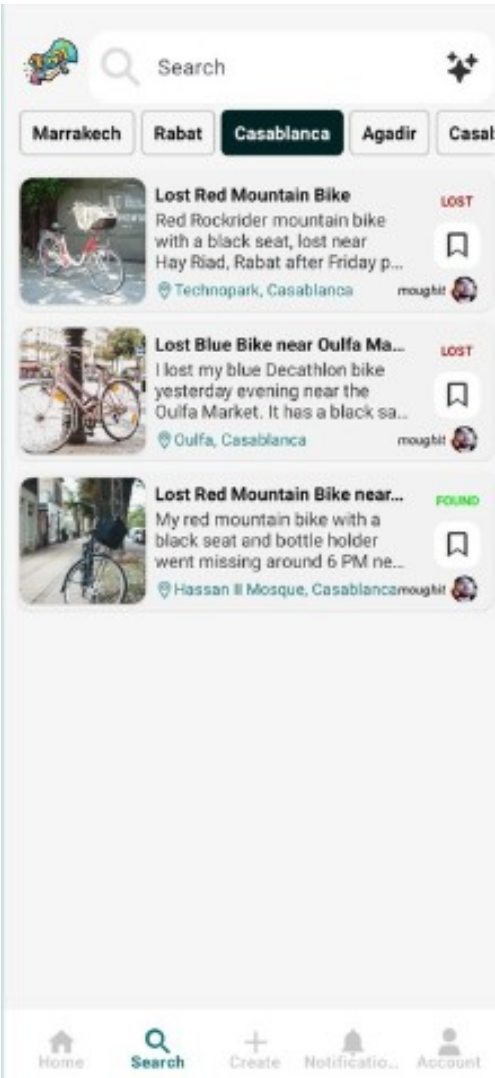 Search
Marrakech Rabat Casablanca Agadir Casab
Lost Red Mountain Bike
LOST
Red Rockrider mountain bike
with a black seat, lost near
Hay Riad, Rabat after Friday p...
Technopark, Casablanca
moughit
Lost Blue Bike near Oulfa Ma...
LOST
I lost my blue Decathlon bike
yesterday evening near the
Oulfa Market. It has a black sa...
Oulfa, Casablanca
moughit
Lost Red Mountain Bike near...
FOUND
My red mountain bike with a
black seat and bottle holder
went missing around 6 PM ne...
Hassan II Mosque, Casablanca
moughit
Home Search Create Notificatio... Account